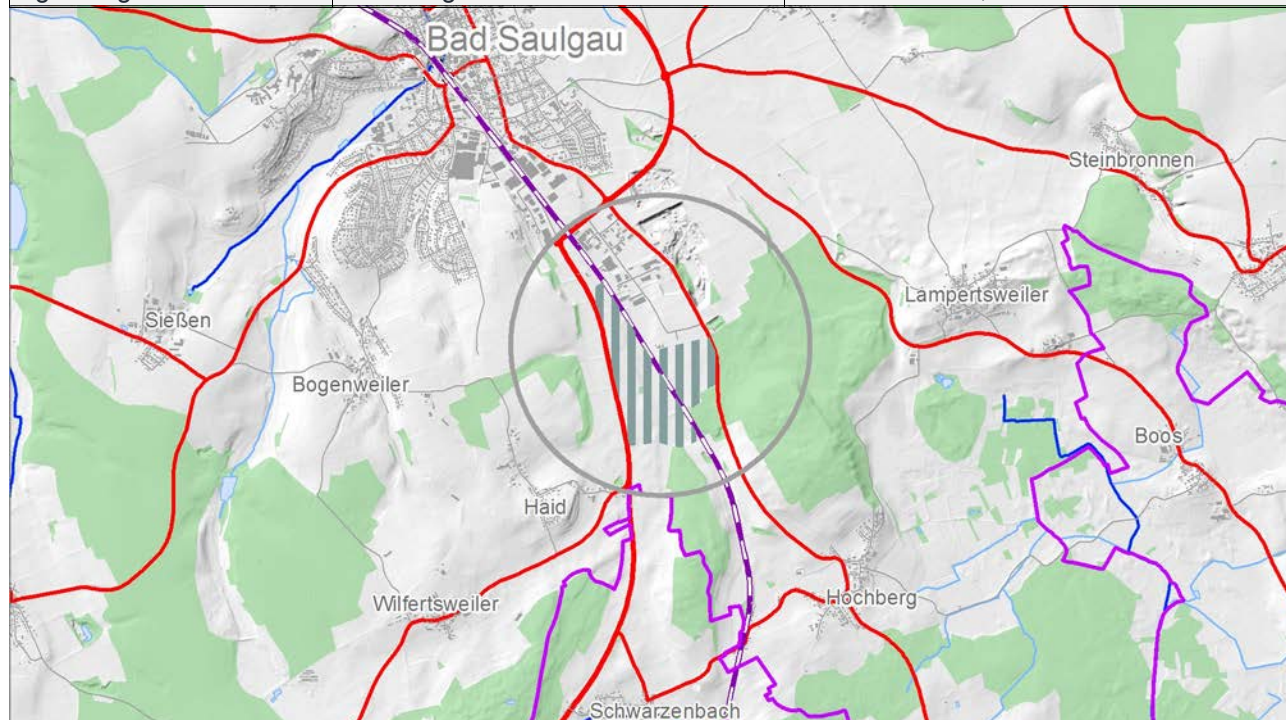 Bad Saulgau
Steinbronnen
Lampertsweiler
Sießen
Bogenweiler
Boos
Haid
Wilfertsweiler
Hochberg
Schwarzenbach